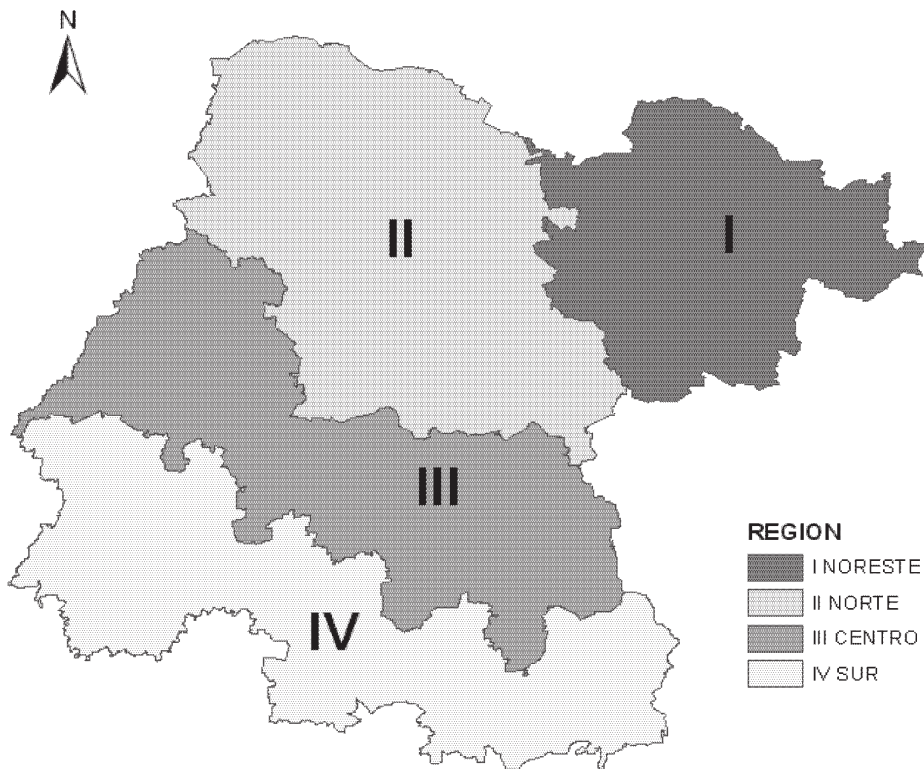 N
II
I
III
IV
REGION
I NORESTE
II NORTE
III CENTRO
IV SUR